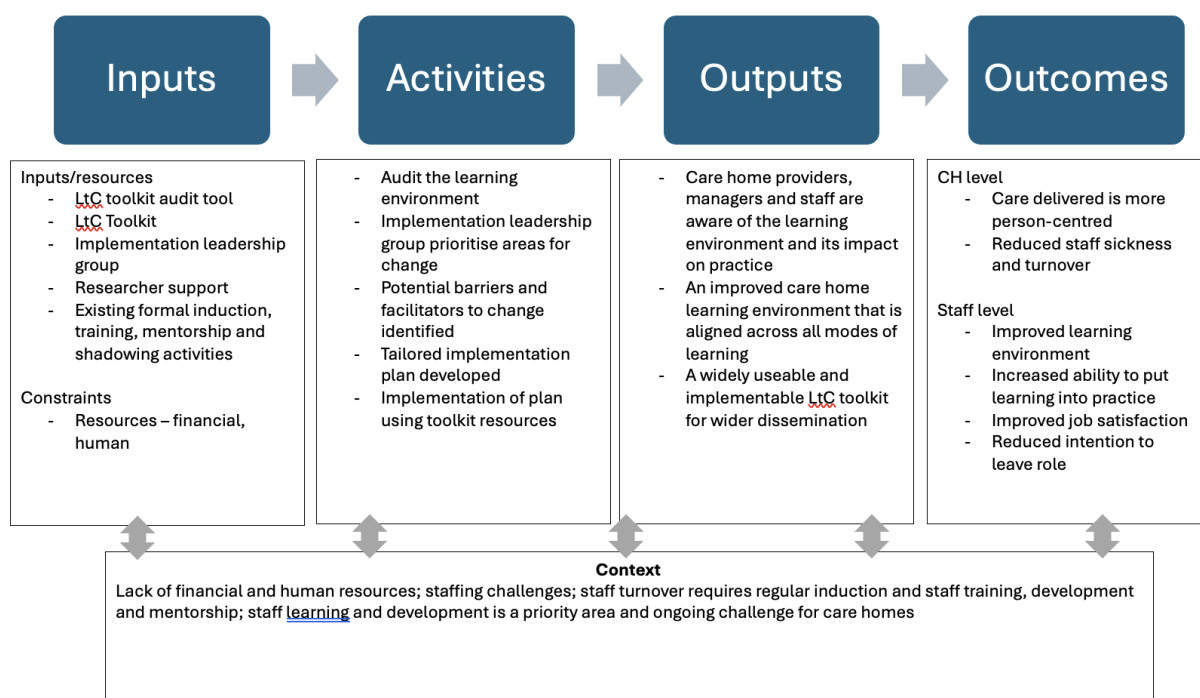 Inputs
Activities
Outputs
Outcomes
Inputs/resources
- LtC toolkit audit tool
- LtC Toolkit
- Implementation leadership
group
- Researcher support
- Existing formal induction,
training, mentorship and
shadowing activities
Constraints
- Resources – financial,
human
- Audit the learning
environment
- Implementation leadership
group prioritise areas for
change
- Potential barriers and
facilitators to change
identified
- Tailored implementation
plan developed
- Implementation of plan
using toolkit resources
- Care home providers,
managers and staff are
aware of the learning
environment and its impact
on practice
- An improved care home
learning environment that is
aligned across all modes of
learning
- A widely useable and
implementable LtC toolkit
for wider dissemination
CH level
- Care delivered is more
person-centred
- Reduced staff sickness
and turnover
Staff level
- Improved learning
environment
- Increased ability to put
learning into practice
- Improved job satisfaction
- Reduced intention to
leave role
Context
Lack of financial and human resources; staffing challenges; staff turnover requires regular induction and staff training, development
and mentorship; staff learning and development is a priority area and ongoing challenge for care homes